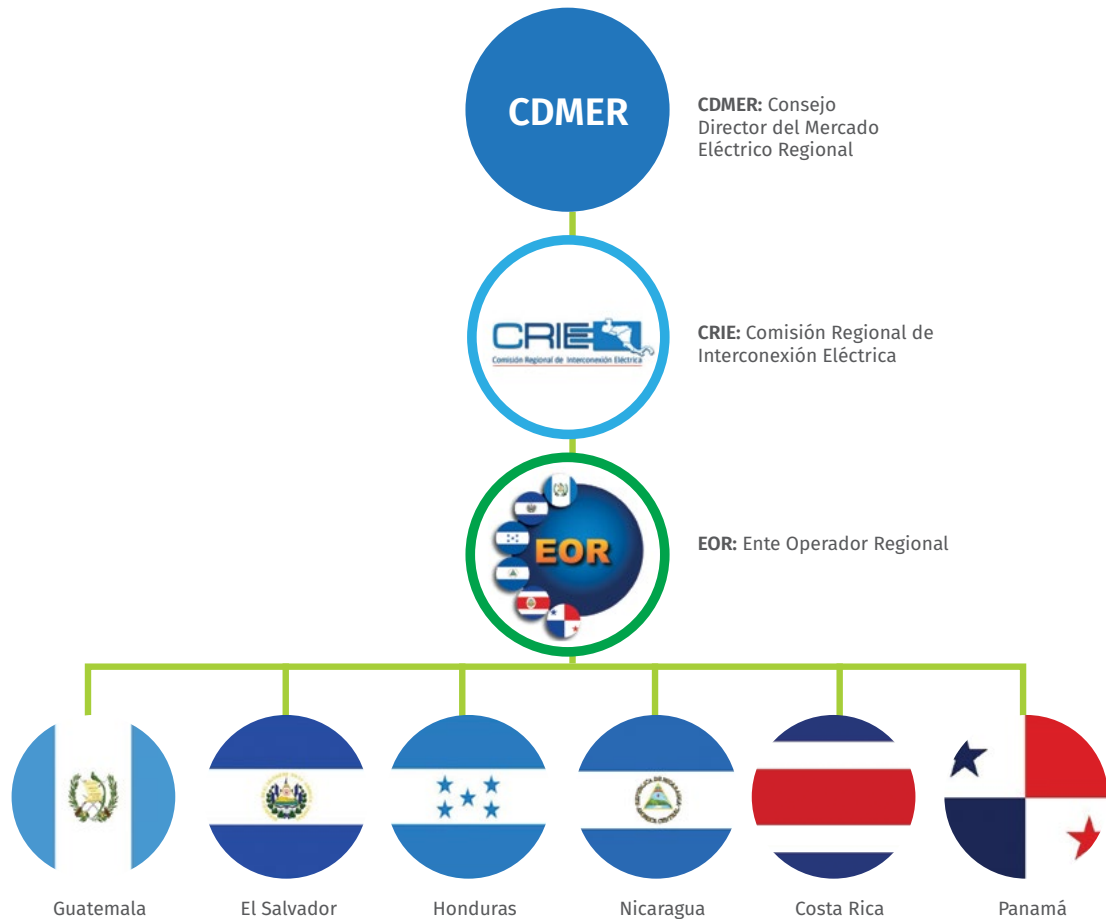 CDMER
CDMER: Consejo
Director del Mercado
Eléctrico Regional
CRIE
Comisión Regional de Interconexión Eléctrica
CRIE: Comisión Regional de
Interconexión Eléctrica
EOR
EOR: Ente Operador Regional
Guatemala
El Salvador
Honduras
Nicaragua
Costa Rica
Panamá